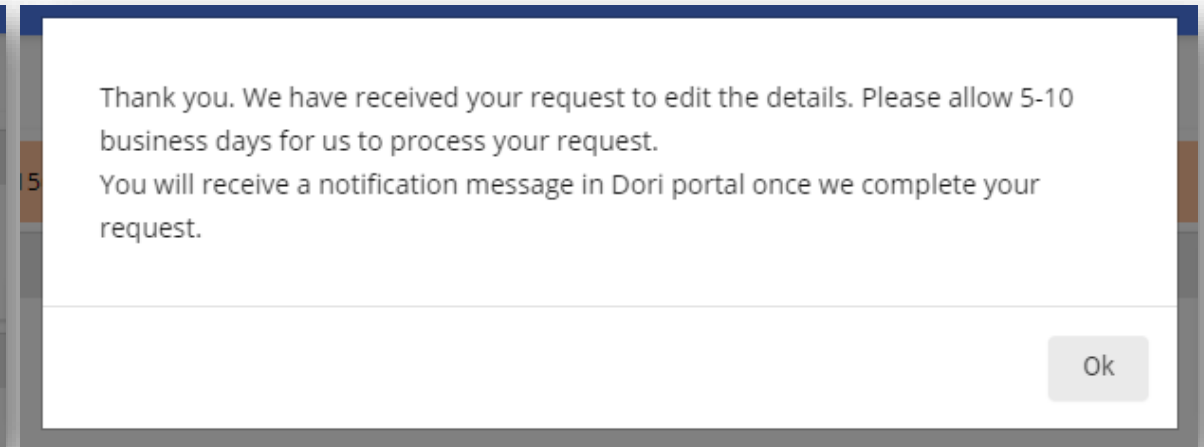 Thank you. We have received your request to edit the details. Please allow 5-10
business days for us to process your request.
You will receive a notification message in Dori portal once we complete your
request.
Ok